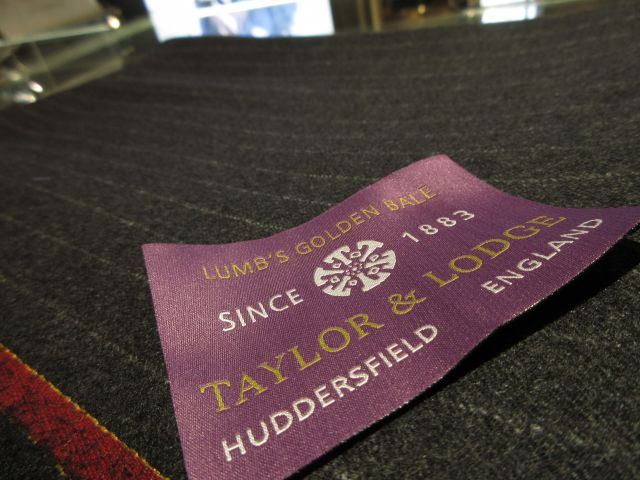 LUMB'S GOLDEN BALE
SINCE 1883
TAYLOR & LODGE
HUDDERSFIELD ENGLAND